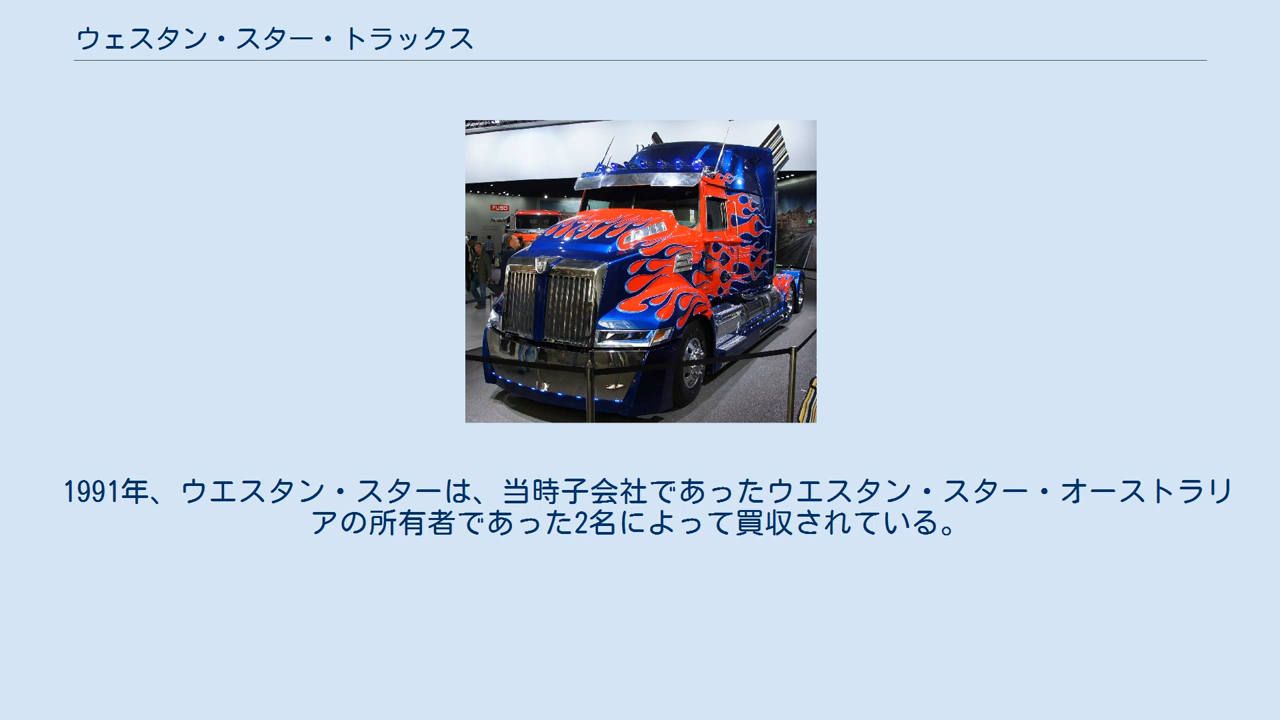 ウェスタン・スター・トラックス
FUSO
1991年、ウエスタン・スターは、当時子会社であったウエスタン・スター・オーストラリ
アの所有者であった2名によって買収されている。